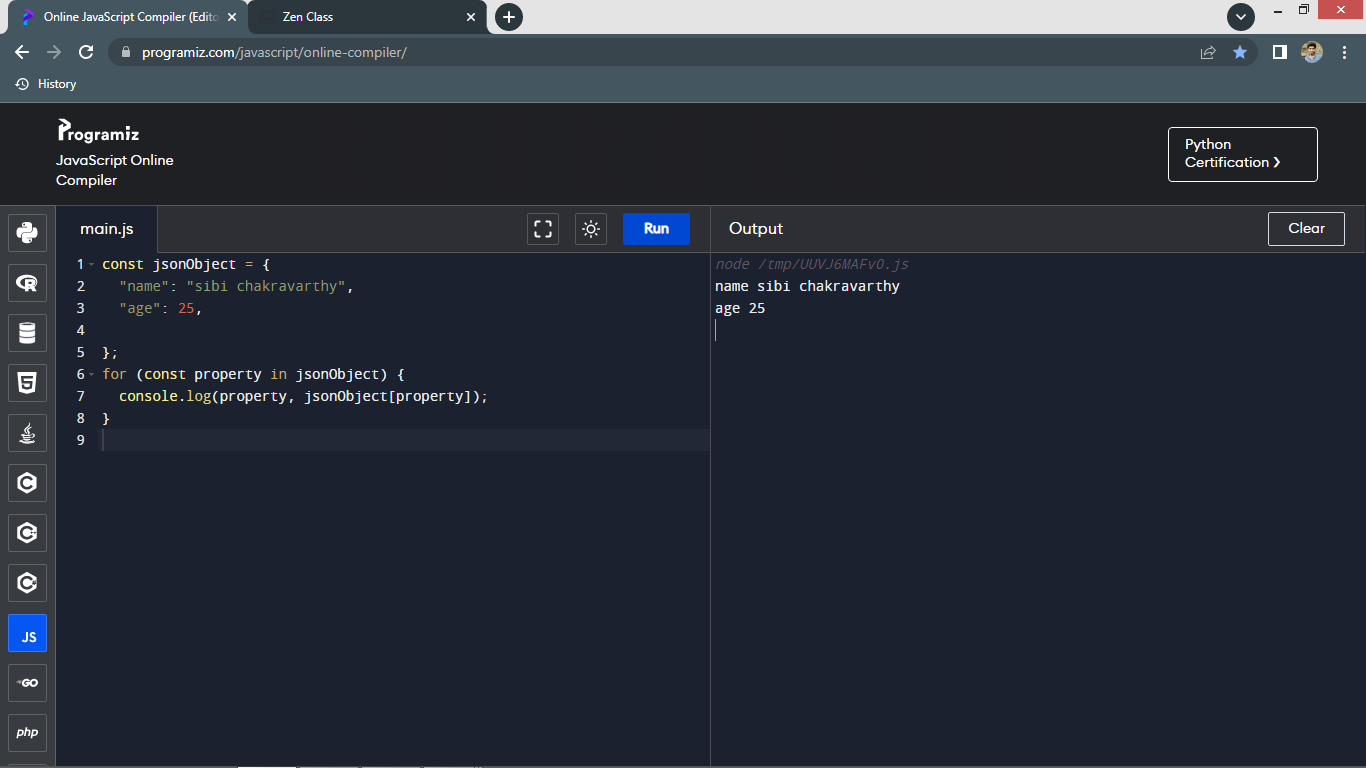 Online JavaScript Compiler (Edito
Zen Class
programiz.com/javascript/online-compiler/
History
Programiz
JavaScript Online
Compiler
Python
Certification ❯
main.js
Run
Output
Clear
1 const jsonObject = {
2 "name": "sibi chakravarthy",
3 "age": 25,
4
5 };
6 for (const property in jsonObject) {
7 console.log(property, jsonObject[property]);
8 }
9
node /tmp/UUVJ6MAFvO.js
name sibi chakravarthy
age 25
R
5
C
C
C
JS
GO
php